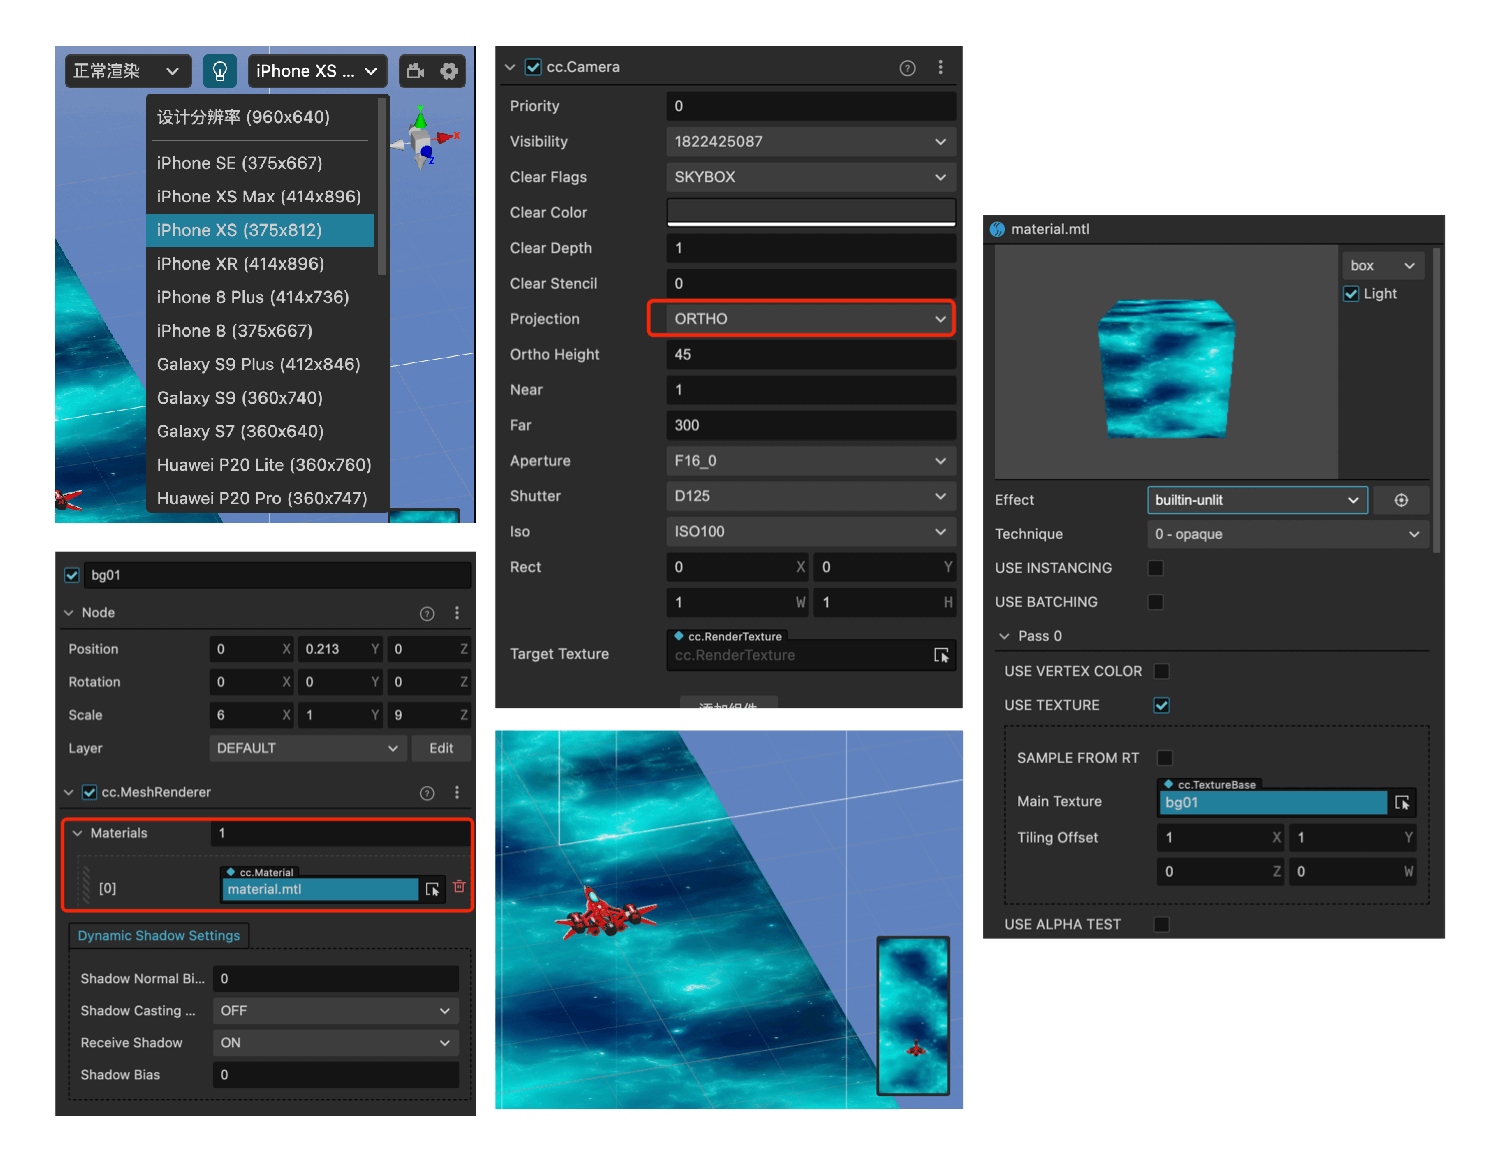 正常渲染
iPhone XS ...
设计分辨率 (960x640)
iPhone SE (375x667)
iPhone XS Max (414x896)
iPhone XS (375x812)
iPhone XR (414x896)
iPhone 8 Plus (414x736)
iPhone 8 (375x667)
Galaxy S9 Plus (412x846)
Galaxy S9 (360x740)
Galaxy S7 (360x640)
Huawei P20 Lite (360x760)
Huawei P20 Pro (360x747)
Y
X
Z
bg01
Node
Position 0 X 0.213 Y 0 Z
Rotation 0 X 0 Y 0 Z
Scale 6 X 1 Y 9 Z
Layer DEFAULT Edit
cc.MeshRenderer
Materials 1
cc.Material
[0] material.mtl
Dynamic Shadow Settings
Shadow Normal Bi... 0
Shadow Casting ... OFF
Receive Shadow ON
Shadow Bias 0
cc.Camera
Priority 0
Visibility 1822425087
Clear Flags SKYBOX
Clear Color
Clear Depth 1
Clear Stencil 0
Projection ORTHO
Ortho Height 45
Near 1
Far 300
Aperture F16_0
Shutter D125
Iso ISO100
Rect 0 X 0 Y
1 W 1 H
cc.RenderTexture
Target Texture cc.RenderTexture
添加组件
material.mtl
box
Light
Effect builtin-unlit
Technique 0 - opaque
USE INSTANCING
USE BATCHING
Pass 0
USE VERTEX COLOR
USE TEXTURE
SAMPLE FROM RT
cc.TextureBase
Main Texture bg01
Tiling Offset 1 X 1 Y
0 Z 0 W
USE ALPHA TEST